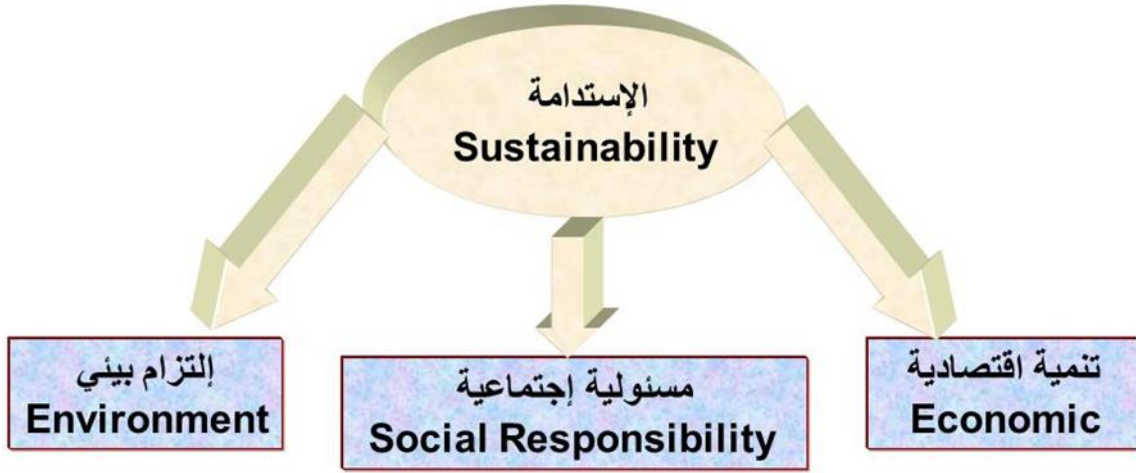 الإستدامة
Sustainability
إلتزام بيئي
Environment
مسئولية إجتماعية
Social Responsibility
تنمية اقتصادية
Economic